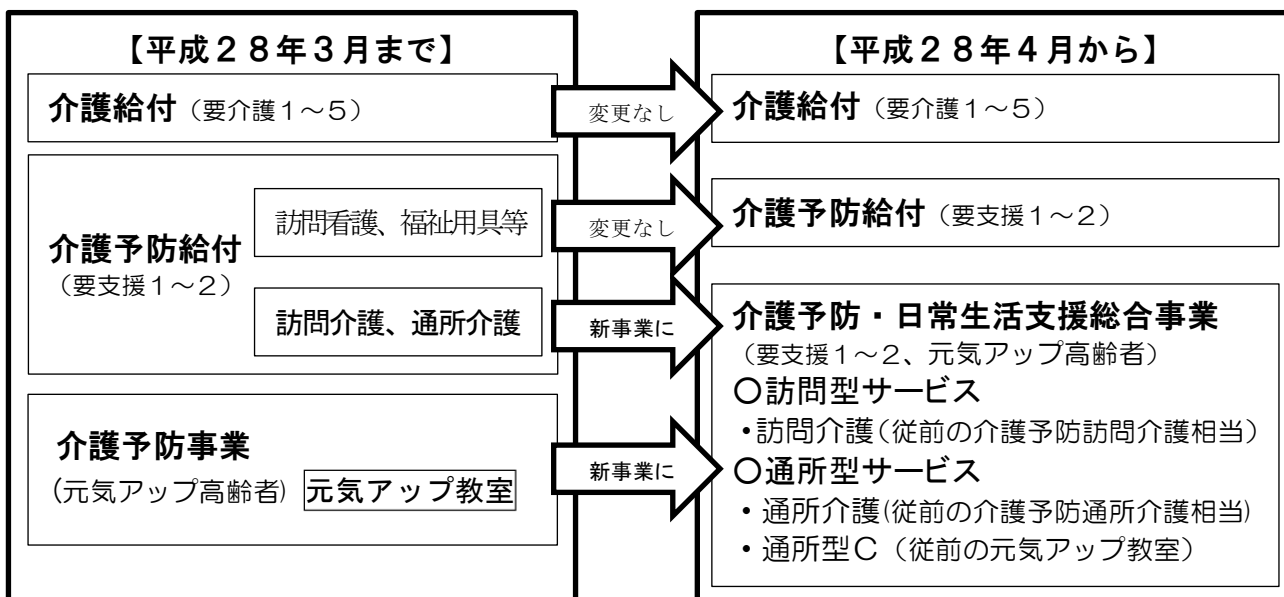 【平成２８年３月まで】
介護給付（要介護１～５）
介護予防給付
（要支援１～２）
訪問看護、福祉用具等
訪問介護、通所介護
介護予防事業
(元気アップ高齢者) 元気アップ教室
変更なし
変更なし
新事業に
新事業に
【平成２８年４月から】
介護給付（要介護１～５）
介護予防給付（要支援１～２）
介護予防・日常生活支援総合事業
（要支援１～２、元気アップ高齢者）
〇訪問型サービス
・訪問介護(従前の介護予防訪問介護相当)
〇通所型サービス
・通所介護(従前の介護予防通所介護相当)
・通所型Ｃ（従前の元気アップ教室）